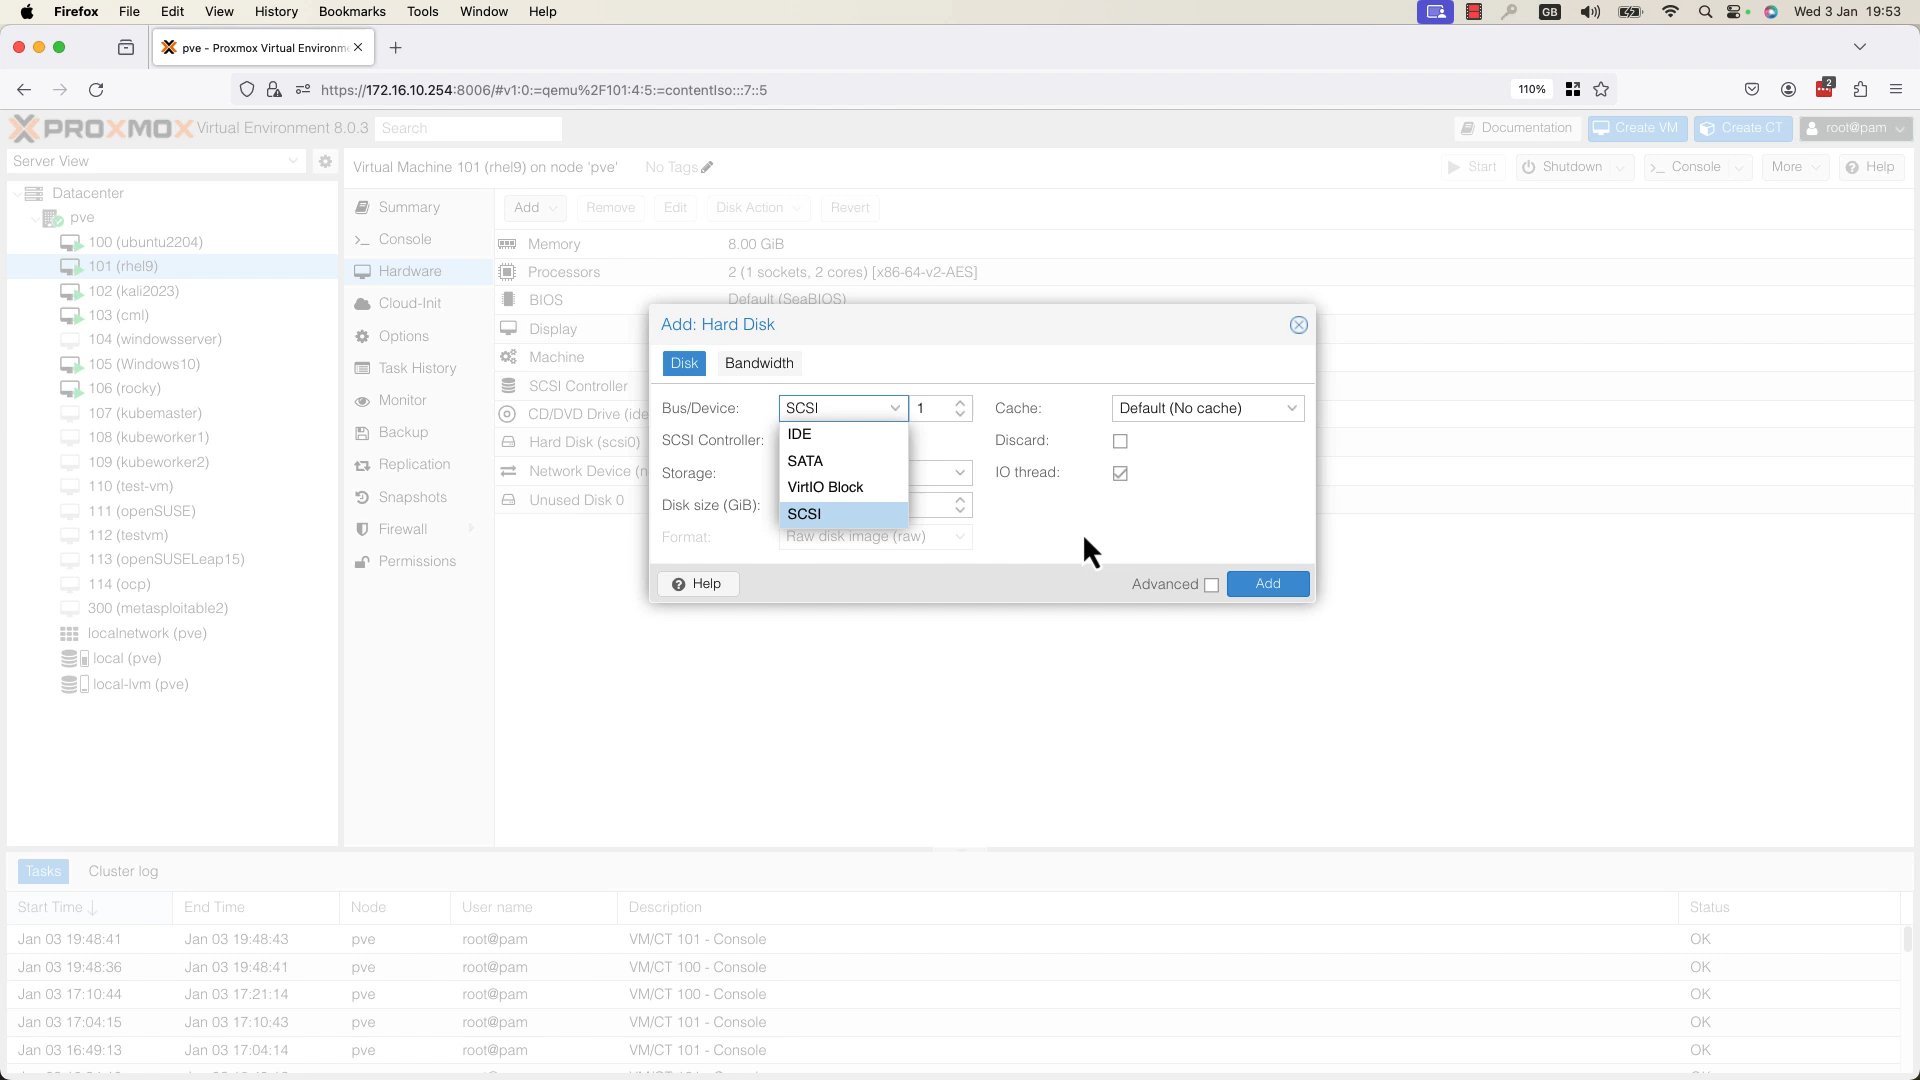 Firefox File Edit View History Bookmarks Tools Window Help GB Wed 3 Jan 19:53
pve - Proxmox Virtual Environm
https://172.16.10.254:8006/#v1:0:=qemu%2F101:4:5:=contentIso:::7::5 110% 2
PROXMOX Virtual Environment 8.0.3 Search Documentation Create VM Create CT root@pam
Server View
Virtual Machine 101 (rhel9) on node 'pve' No Tags Start Shutdown Console More Help
Datacenter
pve
100 (ubuntu2204)
101 (rhel9)
102 (kali2023)
103 (cml)
104 (windowsserver)
105 (Windows10)
106 (rocky)
107 (kubemaster)
108 (kubeworker1)
109 (kubeworker2)
110 (test-vm)
111 (openSUSE)
112 (testvm)
113 (openSUSELeap15)
114 (ocp)
300 (metasploitable2)
localnetwork (pve)
local (pve)
local-lvm (pve)
Summary
Console
Hardware
Cloud-Init
Options
Task History
Monitor
Backup
Replication
Snapshots
Firewall
Permissions
Add Remove Edit Disk Action Revert
Memory 8.00 GiB
Processors 2 (1 sockets, 2 cores) [x86-64-v2-AES]
BIOS Default (SeaBIOS)
Display
Machine
SCSI Controller
CD/DVD Drive (ide
Hard Disk (scsi0)
Network Device (n
Unused Disk 0
Add: Hard Disk
Disk Bandwidth
Bus/Device: SCSI 1
SCSI Controller:
Storage:
Disk size (GiB):
Format: Raw disk image (raw)
IDE
SATA
VirtIO Block
SCSI
Cache: Default (No cache)
Discard:
IO thread:
Help Advanced Add
Tasks Cluster log
Start Time End Time Node User name Description Status
Jan 03 19:48:41 Jan 03 19:48:43 pve root@pam VM/CT 101 - Console OK
Jan 03 19:48:36 Jan 03 19:48:41 pve root@pam VM/CT 100 - Console OK
Jan 03 17:10:44 Jan 03 17:21:14 pve root@pam VM/CT 100 - Console OK
Jan 03 17:04:15 Jan 03 17:10:43 pve root@pam VM/CT 101 - Console OK
Jan 03 16:49:13 Jan 03 17:04:14 pve root@pam VM/CT 101 - Console OK